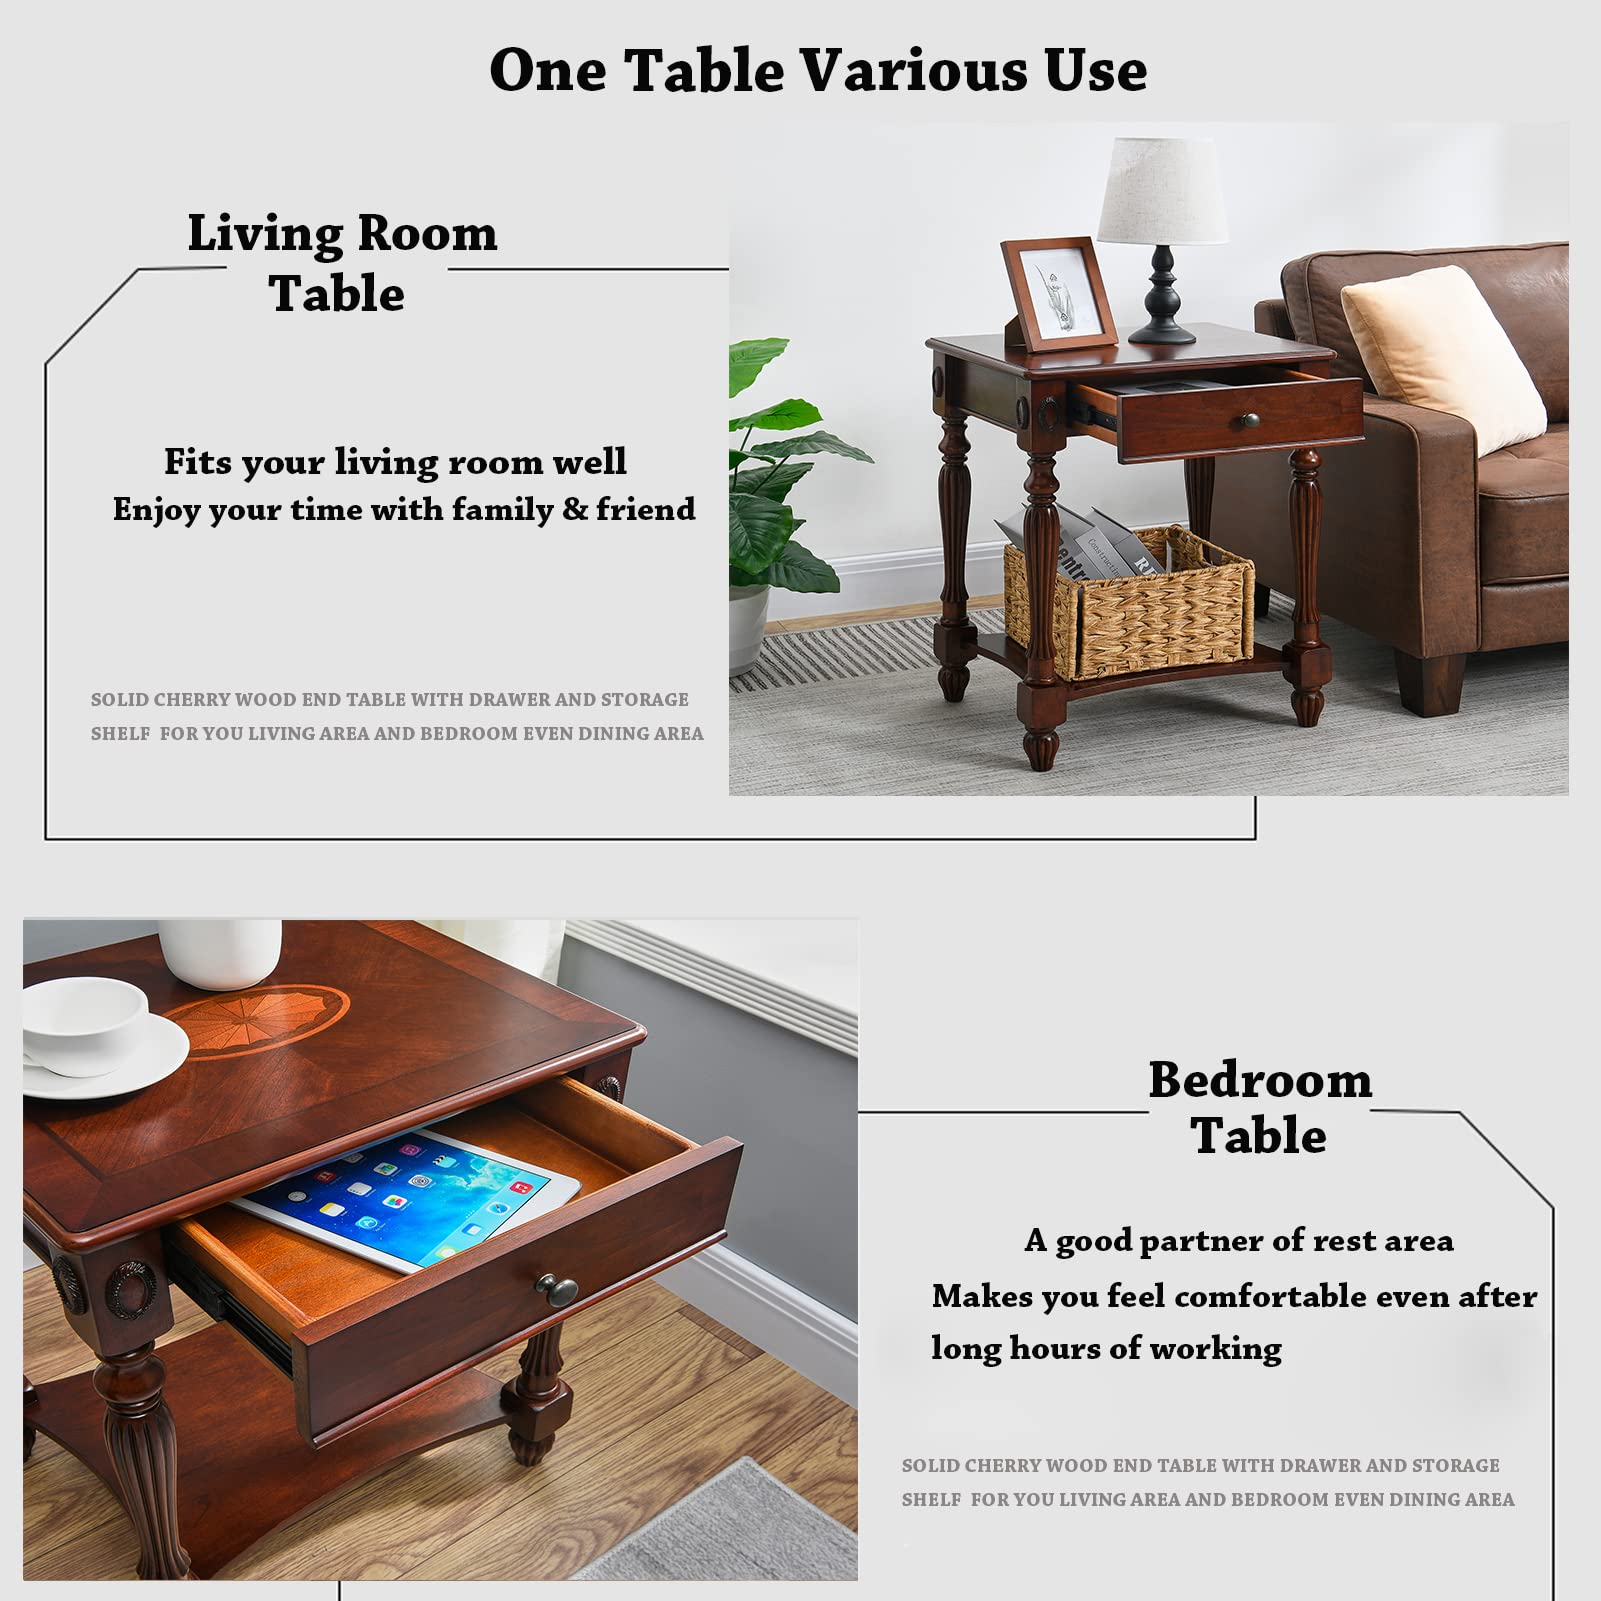 One Table Various Use
Living Room
Table
Fits your living room well
Enjoy your time with family & friend
SOLID CHERRY WOOD END TABLE WITH DRAWER AND STORAGE
SHELF FOR YOU LIVING AREA AND BEDROOM EVEN DINING AREA
Bedroom
Table
A good partner of rest area
Makes you feel comfortable even after
long hours of working
SOLID CHERRY WOOD END TABLE WITH DRAWER AND STORAGE
SHELF FOR YOU LIVING AREA AND BEDROOM EVEN DINING AREA